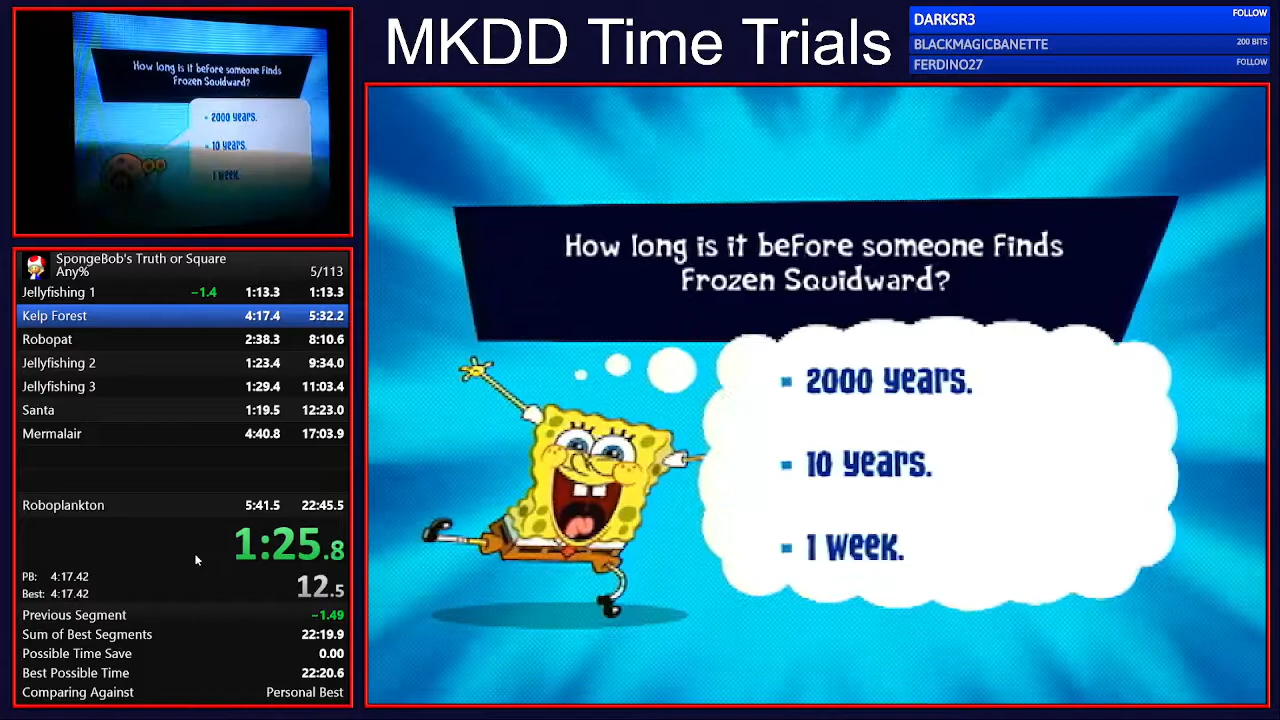 How long is it before someone finds
Frozen Squidward?
2000 years.
10 years.
1 week.
MKDD Time Trials
DARKSR3 FOLLOW
BLACKMAGICBANETTE 200 BITS
FERDINO27 FOLLOW
SpongeBob's Truth or Square
Any% 5/113
Jellyfishing 1 −1.4 1:13.3 1:13.3
Kelp Forest 4:17.4 5:32.2
Robopat 2:38.3 8:10.6
Jellyfishing 2 1:23.4 9:34.0
Jellyfishing 3 1:29.4 11:03.4
Santa 1:19.5 12:23.0
Mermalair 4:40.8 17:03.9
Roboplankton 5:41.5 22:45.5
1:25.8
PB: 4:17.42
Best: 4:17.42
12.5
Previous Segment −1.49
Sum of Best Segments 22:19.9
Possible Time Save 0.00
Best Possible Time 22:20.6
Comparing Against Personal Best
How long is it before someone finds
Frozen Squidward?
2000 years.
10 years.
1 week.